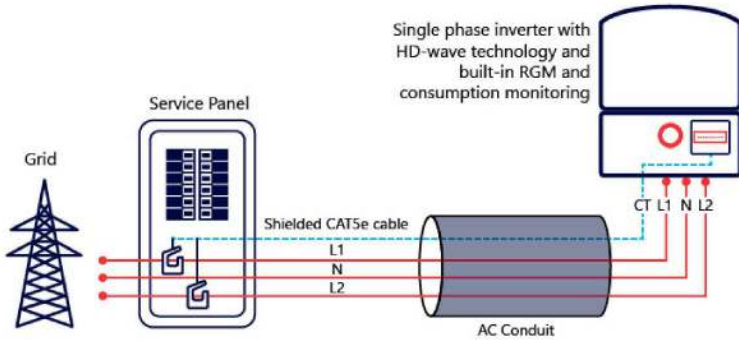 Single phase inverter with
HD-wave technology and
built-in RGM and
consumption monitoring
Service Panel
Grid
CT L1 N L2
Shielded CAT5e cable
L1
N
L2
AC Conduit